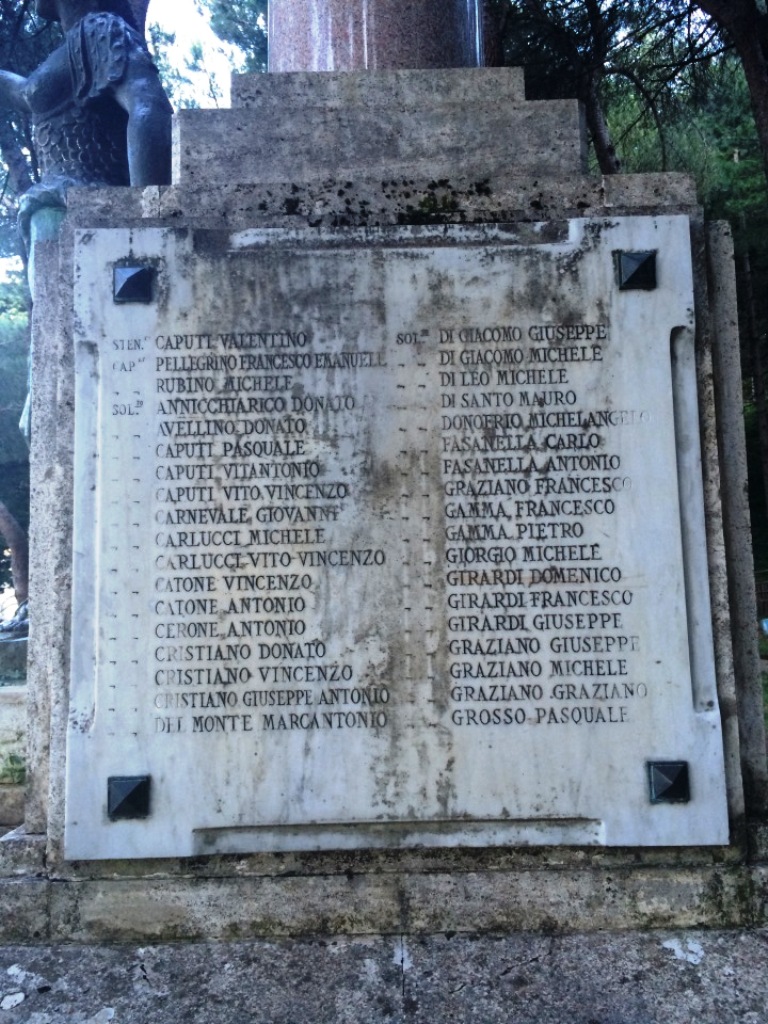 STEN.E CAPUTI VALENTINO
CAP. PELLEGRINO FRANCESCO EMANUELE
" RUBINO MICHELE
SOL. ANNICCHIARICO DONATO
" AVELLINO DONATO
" CAPUTI PASQUALE
" CAPUTI VITANTONIO
" CAPUTI VITO VINCENZO
" CARNEVALE GIOVANNI
" CARLUCCI MICHELE
" CARLUCCI VITO VINCENZO
" CATONE VINCENZO
" CATONE ANTONIO
" CERONE ANTONIO
" CRISTIANO DONATO
" CRISTIANO VINCENZO
" CRISTIANO GIUSEPPE ANTONIO
" DEL MONTE MARCANTONIO
SOL. DI GIACOMO GIUSEPPE
" DI GIACOMO MICHELE
" DI LEO MICHELE
" DI SANTO MAURO
" DONOFRIO MICHELANGELO
" FASANELLA CARLO
" FASANELLA ANTONIO
" GRAZIANO FRANCESCO
" GAMMA FRANCESCO
" GAMMA PIETRO
" GIORGIO MICHELE
" GIRARDI DOMENICO
" GIRARDI FRANCESCO
" GIRARDI GIUSEPPE
" GRAZIANO GIUSEPPE
" GRAZIANO MICHELE
" GRAZIANO GRAZIANO
" GROSSO PASQUALE